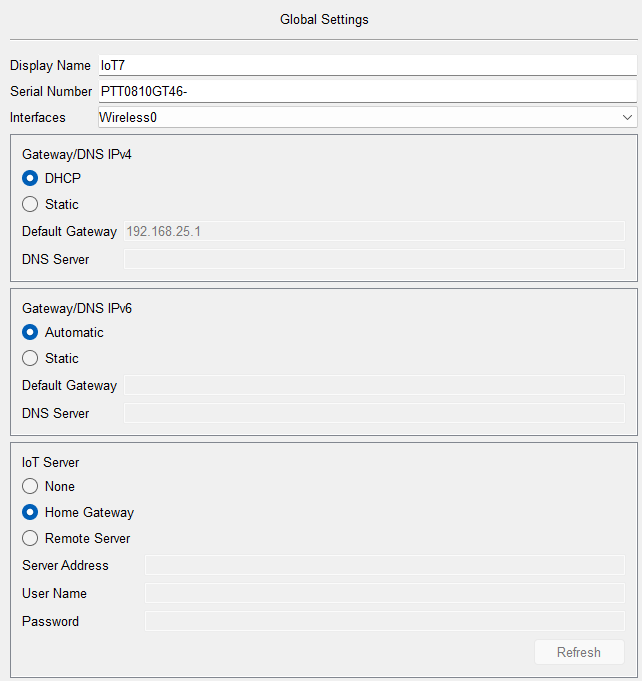 Global Settings
Display Name IoT7
Serial Number PTT0810GT46-
Interfaces Wireless0
Gateway/DNS IPv4
DHCP
Static
Default Gateway 192.168.25.1
DNS Server
Gateway/DNS IPv6
Automatic
Static
Default Gateway
DNS Server
IoT Server
None
Home Gateway
Remote Server
Server Address
User Name
Password
Refresh